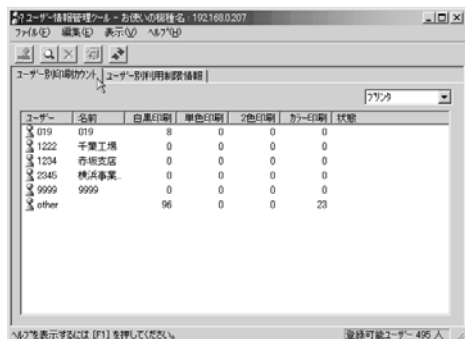 ユーザー情報管理ツール - お使いの機種名 : 192.168.0.207
ファイル(F) 編集(E) 表示(V) ヘルプ(H)
ユーザー別印刷カウント ユーザー別利用制限情報
プリンタ
ユーザー 名前 白黒印刷 単色印刷 2色印刷 カラー印刷 状態
019 019 8 0 0 0
1222 千葉工場 0 0 0 0
1234 赤坂支店 0 0 0 0
2345 横浜事業... 0 0 0 0
9999 9999 0 0 0 0
other 96 0 0 23
ヘルプを表示するには [F1] を押してください。 登録可能ユーザー 495 人